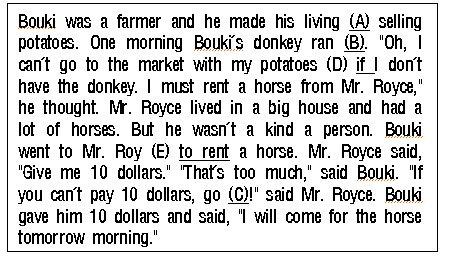 Bouki was a farmer and he made his living (A) selling
potatoes. One morning Bouki´s donkey ran (B). "Oh, I
can´t go to the market with my potatoes (D) if I don´t
have the donkey. I must rent a horse from Mr. Royce,"
he thought. Mr. Royce lived in a big house and had a
lot of horses. But he wasn´t a kind a person. Bouki
went to Mr. Roy (E) to rent a horse. Mr. Royce said,
"Give me 10 dollars." "That´s too much," said Bouki. "If
you can´t pay 10 dollars, go (C)!" said Mr. Royce. Bouki
gave him 10 dollars and said, "I will come for the horse
tomorrow morning."